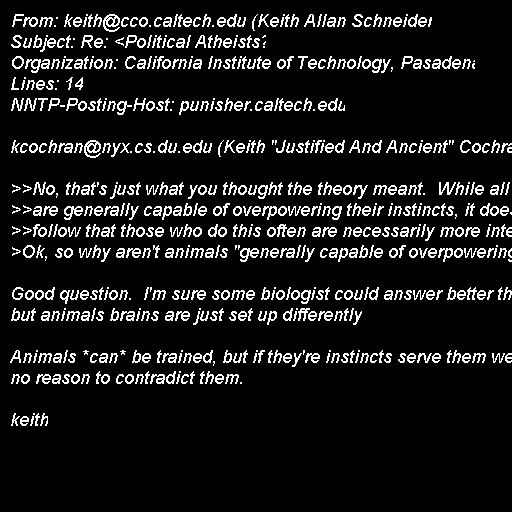 From: keith@cco.caltech.edu (Keith Allan Schneider
Subject: Re: <Political Atheists?
Organization: California Institute of Technology, Pasadena
Lines: 14
NNTP-Posting-Host: punisher.caltech.edu
kcochran@nyx.cs.du.edu (Keith "Justified And Ancient" Cochra
>>No, that's just what you thought the theory meant.  While all
>>are generally capable of overpowering their instincts, it does
>>follow that those who do this often are necessarily more inte
>Ok, so why aren't animals "generally capable of overpowering
Good question.  I'm sure some biologist could answer better th
but animals brains are just set up differently
Animals *can* be trained, but if they're instincts serve them we
no reason to contradict them.
keith